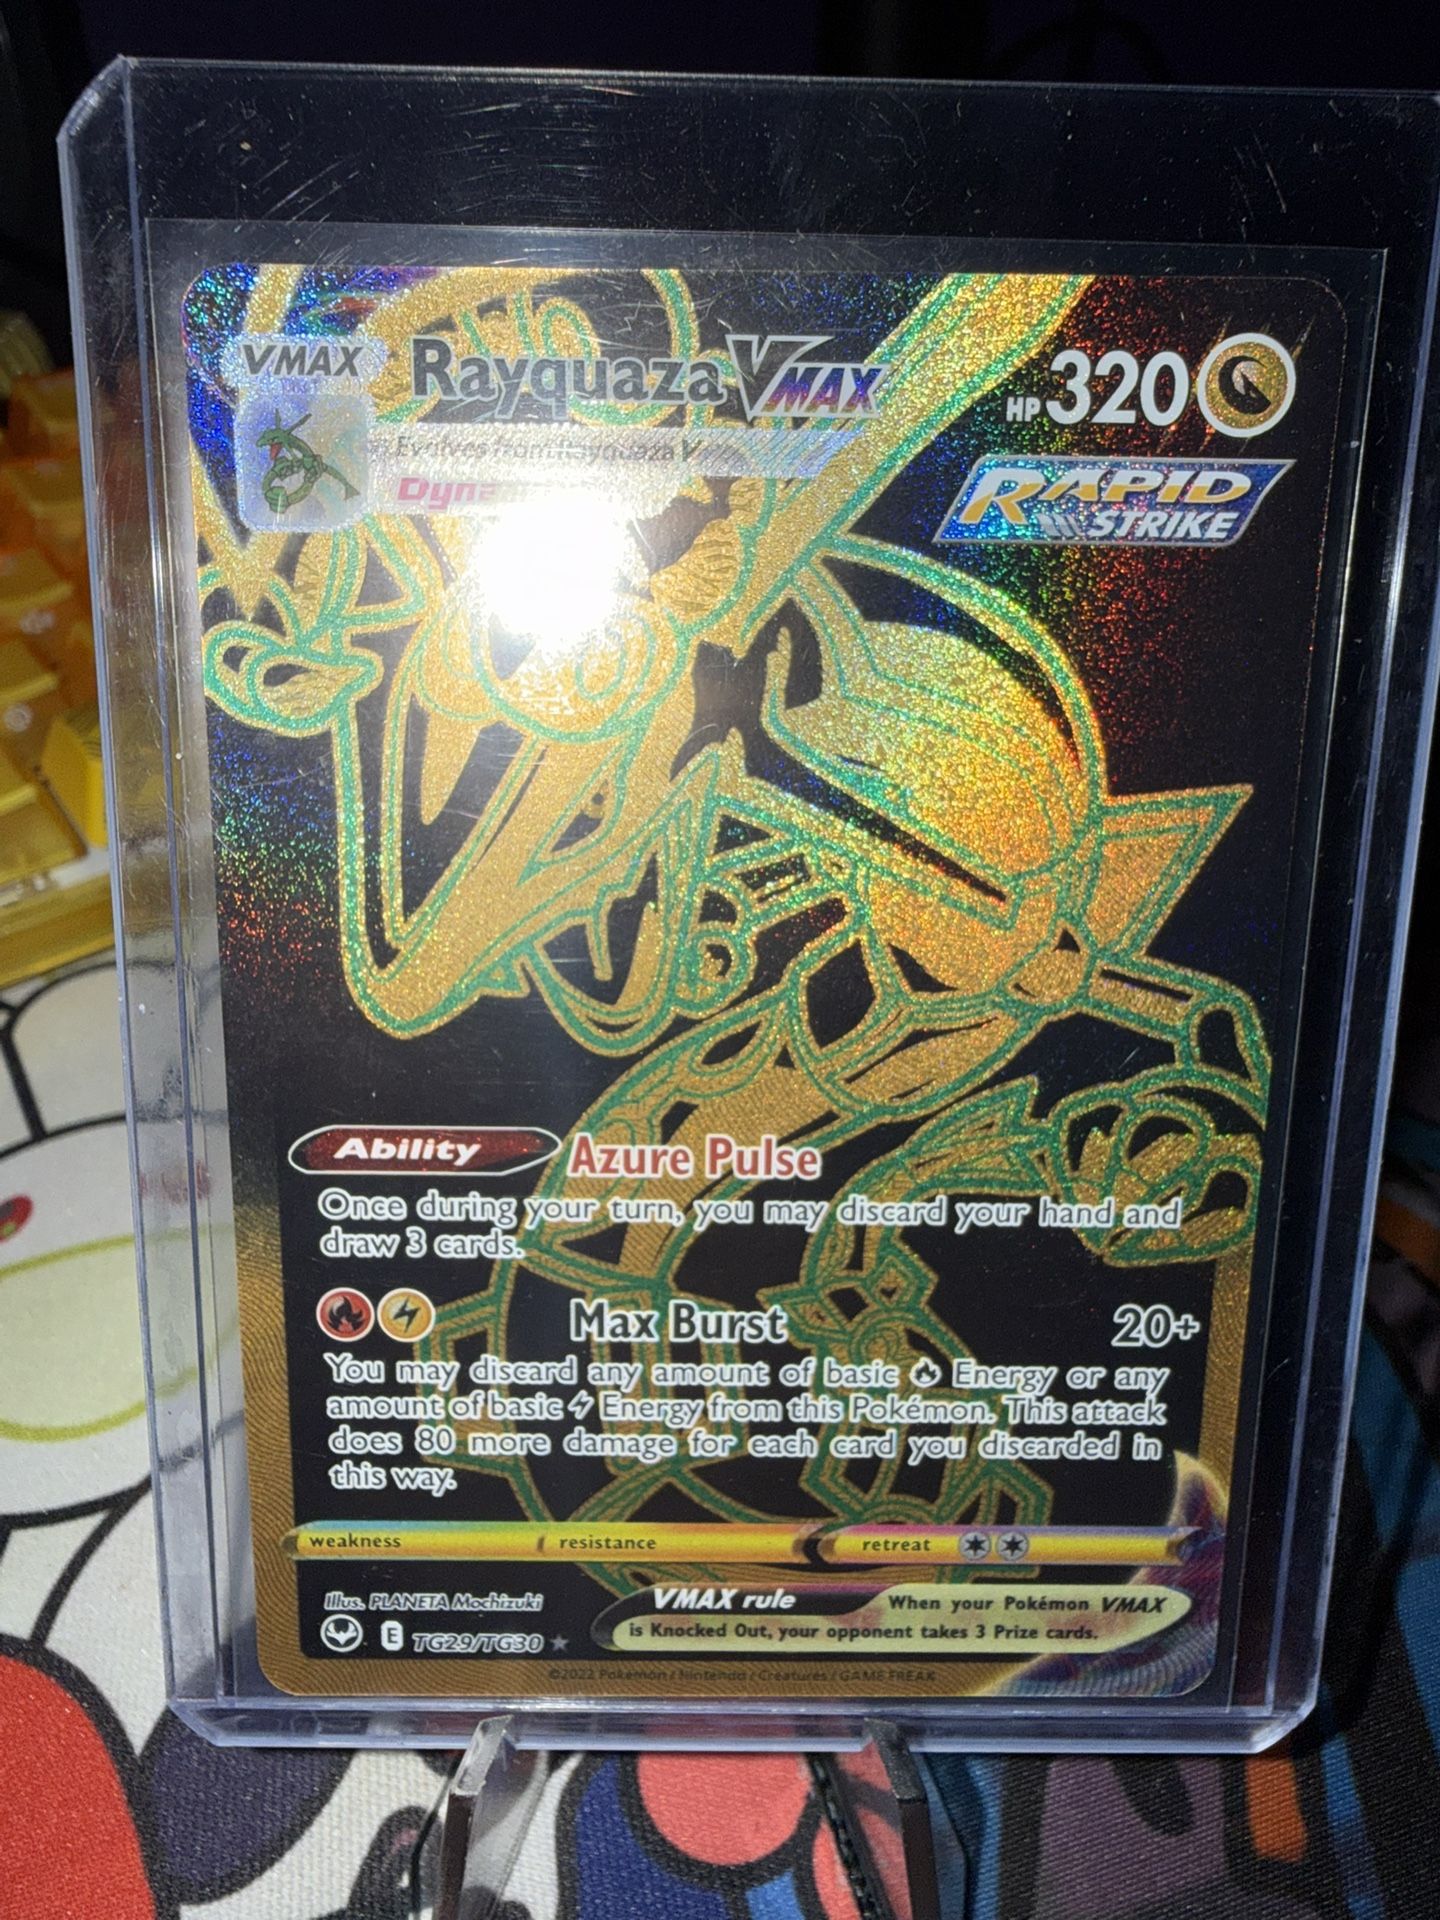 VMAX Rayquaza VMAX HP 320
Evolves from Rayquaza V
RAPID
STRIKE
Ability Azure Pulse
Once during your turn, you may discard your hand and
draw 3 cards.
Max Burst 20+
You may discard any amount of basic Energy or any
amount of basic Energy from this Pokémon. This attack
does 80 more damage for each card you discarded in
this way.
weakness resistance retreat
Illus. PLANETA Mochizuki
VMAX rule When your Pokémon VMAX
is Knocked Out, your opponent takes 3 Prize cards.
E TG29/TG30
©2022 Pokémon / Nintendo / Creatures / GAME FREAK